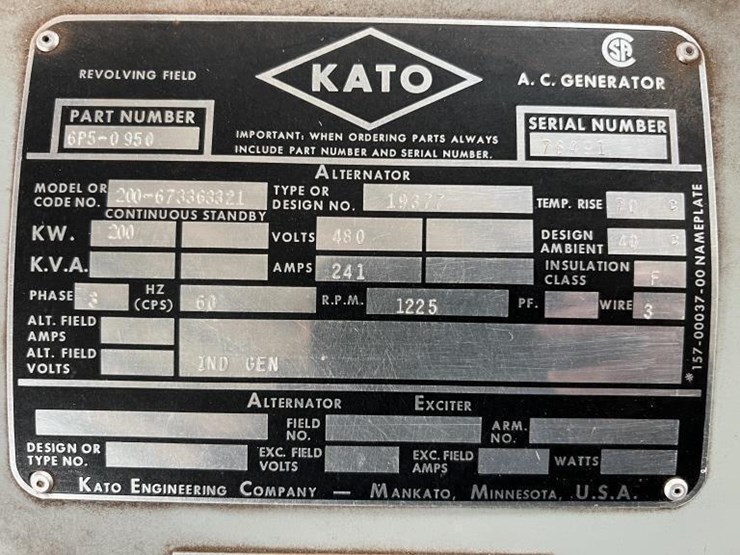 REVOLVING FIELD
KATO
A. C. GENERATOR
PART NUMBER
6P5-0950
IMPORTANT: WHEN ORDERING PARTS ALWAYS
INCLUDE PART NUMBER AND SERIAL NUMBER.
SERIAL NUMBER
ALTERNATOR
MODEL OR
CODE NO. 200-673363321
TYPE OR
DESIGN NO. 19377
TEMP. RISE
CONTINUOUS STANDBY
KW. 200
VOLTS 480
DESIGN
AMBIENT 40 C
K.V.A.
AMPS 241
INSULATION
CLASS F
PHASE 3
HZ
(CPS) 60
R.P.M. 1225
PF.
WIRE 3
ALT. FIELD
AMPS
ALT. FIELD
VOLTS
IND GEN
* 157-00037-00 NAMEPLATE
ALTERNATOR EXCITER
FIELD
NO.
ARM.
NO.
DESIGN OR
TYPE NO.
EXC. FIELD
VOLTS
EXC. FIELD
AMPS
WATTS
KATO ENGINEERING COMPANY — MANKATO, MINNESOTA, U.S.A.